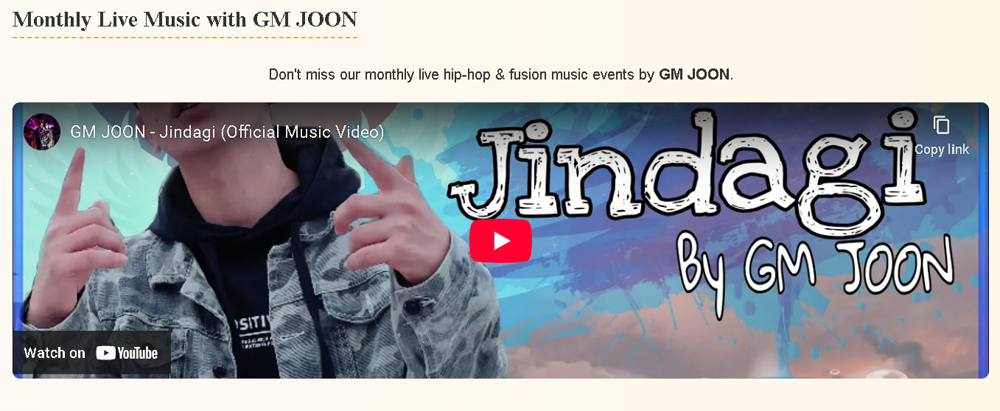 Monthly Live Music with GM JOON
Don't miss our monthly live hip-hop & fusion music events by GM JOON.
GM JOON - Jindagi (Official Music Video)
Copy link
Jindagi
By GM JOON
OSITIV
Watch on YouTube